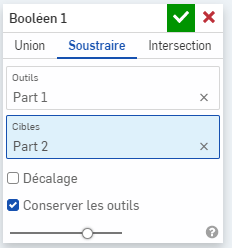 Booléen 1
Union Soustraire Intersection
Outils
Part 1
Cibles
Part 2
Décalage
Conserver les outils